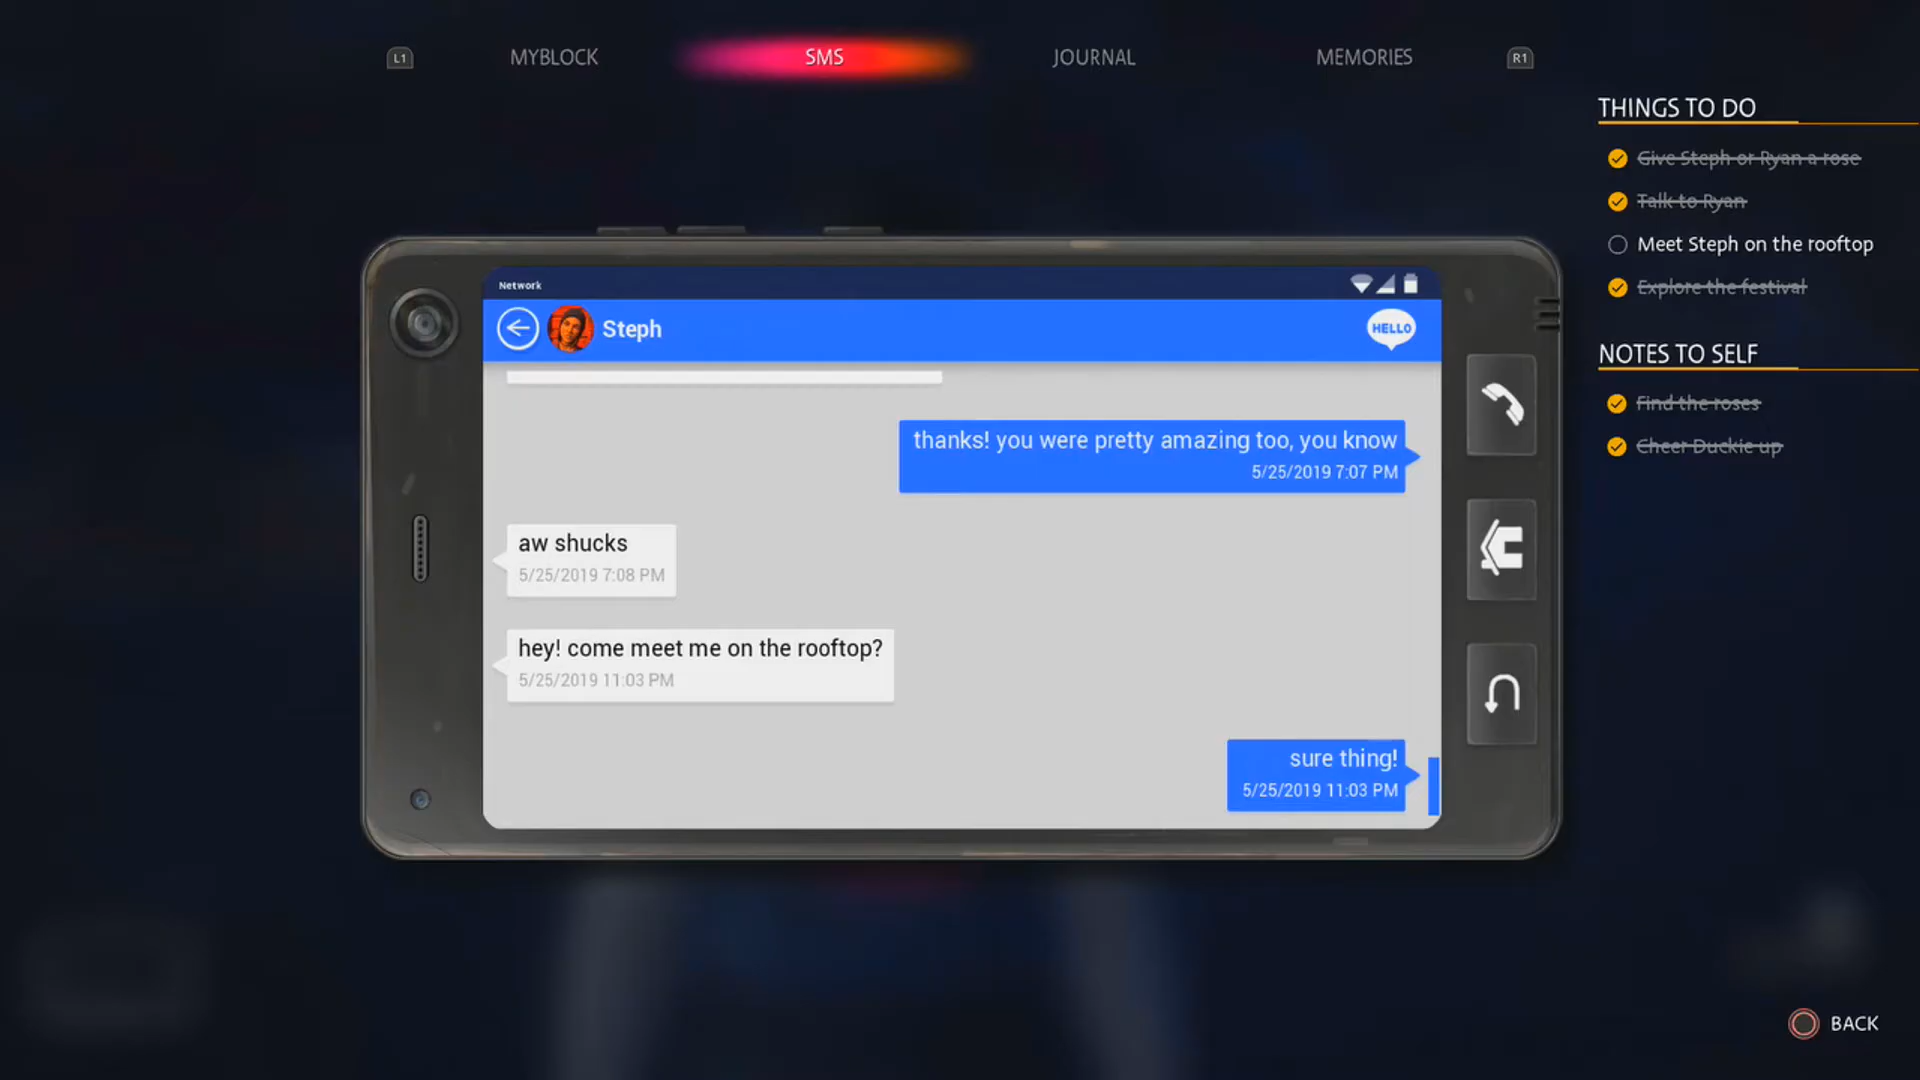 L1
MYBLOCK
SMS
JOURNAL
MEMORIES
R1
THINGS TO DO
Give Steph or Ryan a rose
Talk to Ryan
Meet Steph on the rooftop
Explore the festival
NOTES TO SELF
Find the roses
Cheer Duckie up
Network
Steph
HELLO
thanks! you were pretty amazing too, you know
5/25/2019 7:07 PM
aw shucks
5/25/2019 7:08 PM
hey! come meet me on the rooftop?
5/25/2019 11:03 PM
sure thing!
5/25/2019 11:03 PM
BACK